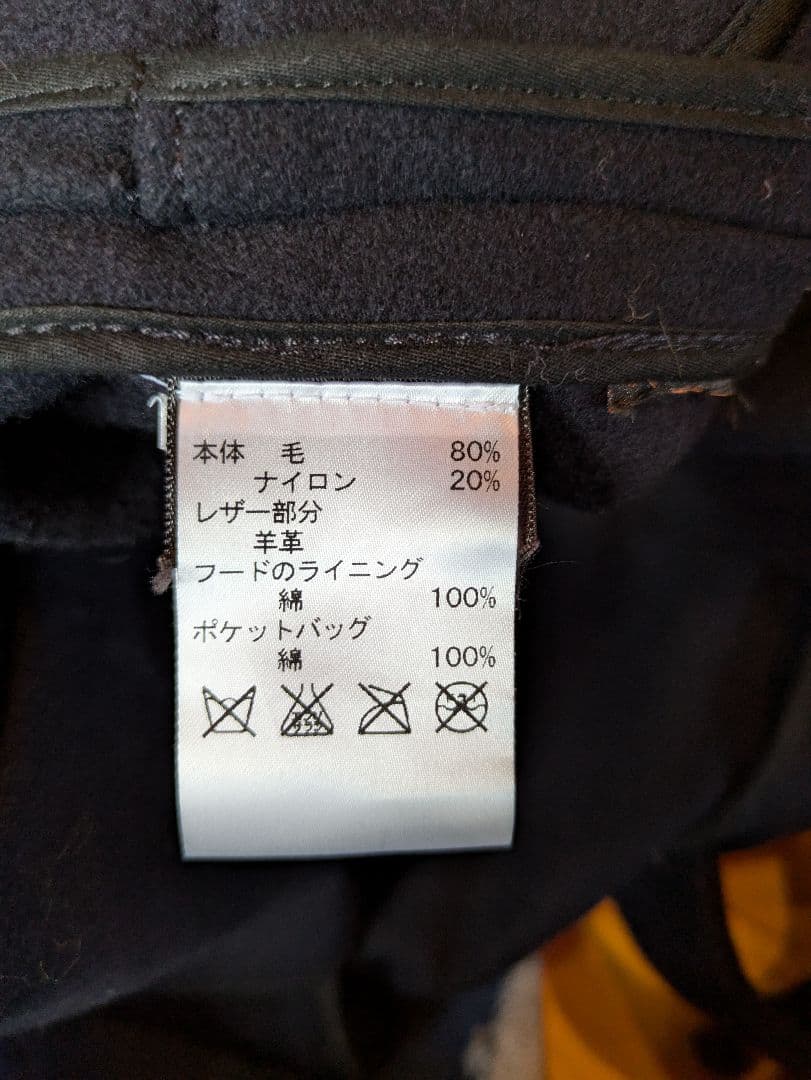 本体 毛 80%
ナイロン 20%
レザー部分
羊革
フードのライニング
綿 100%
ポケットバッグ
綿 100%